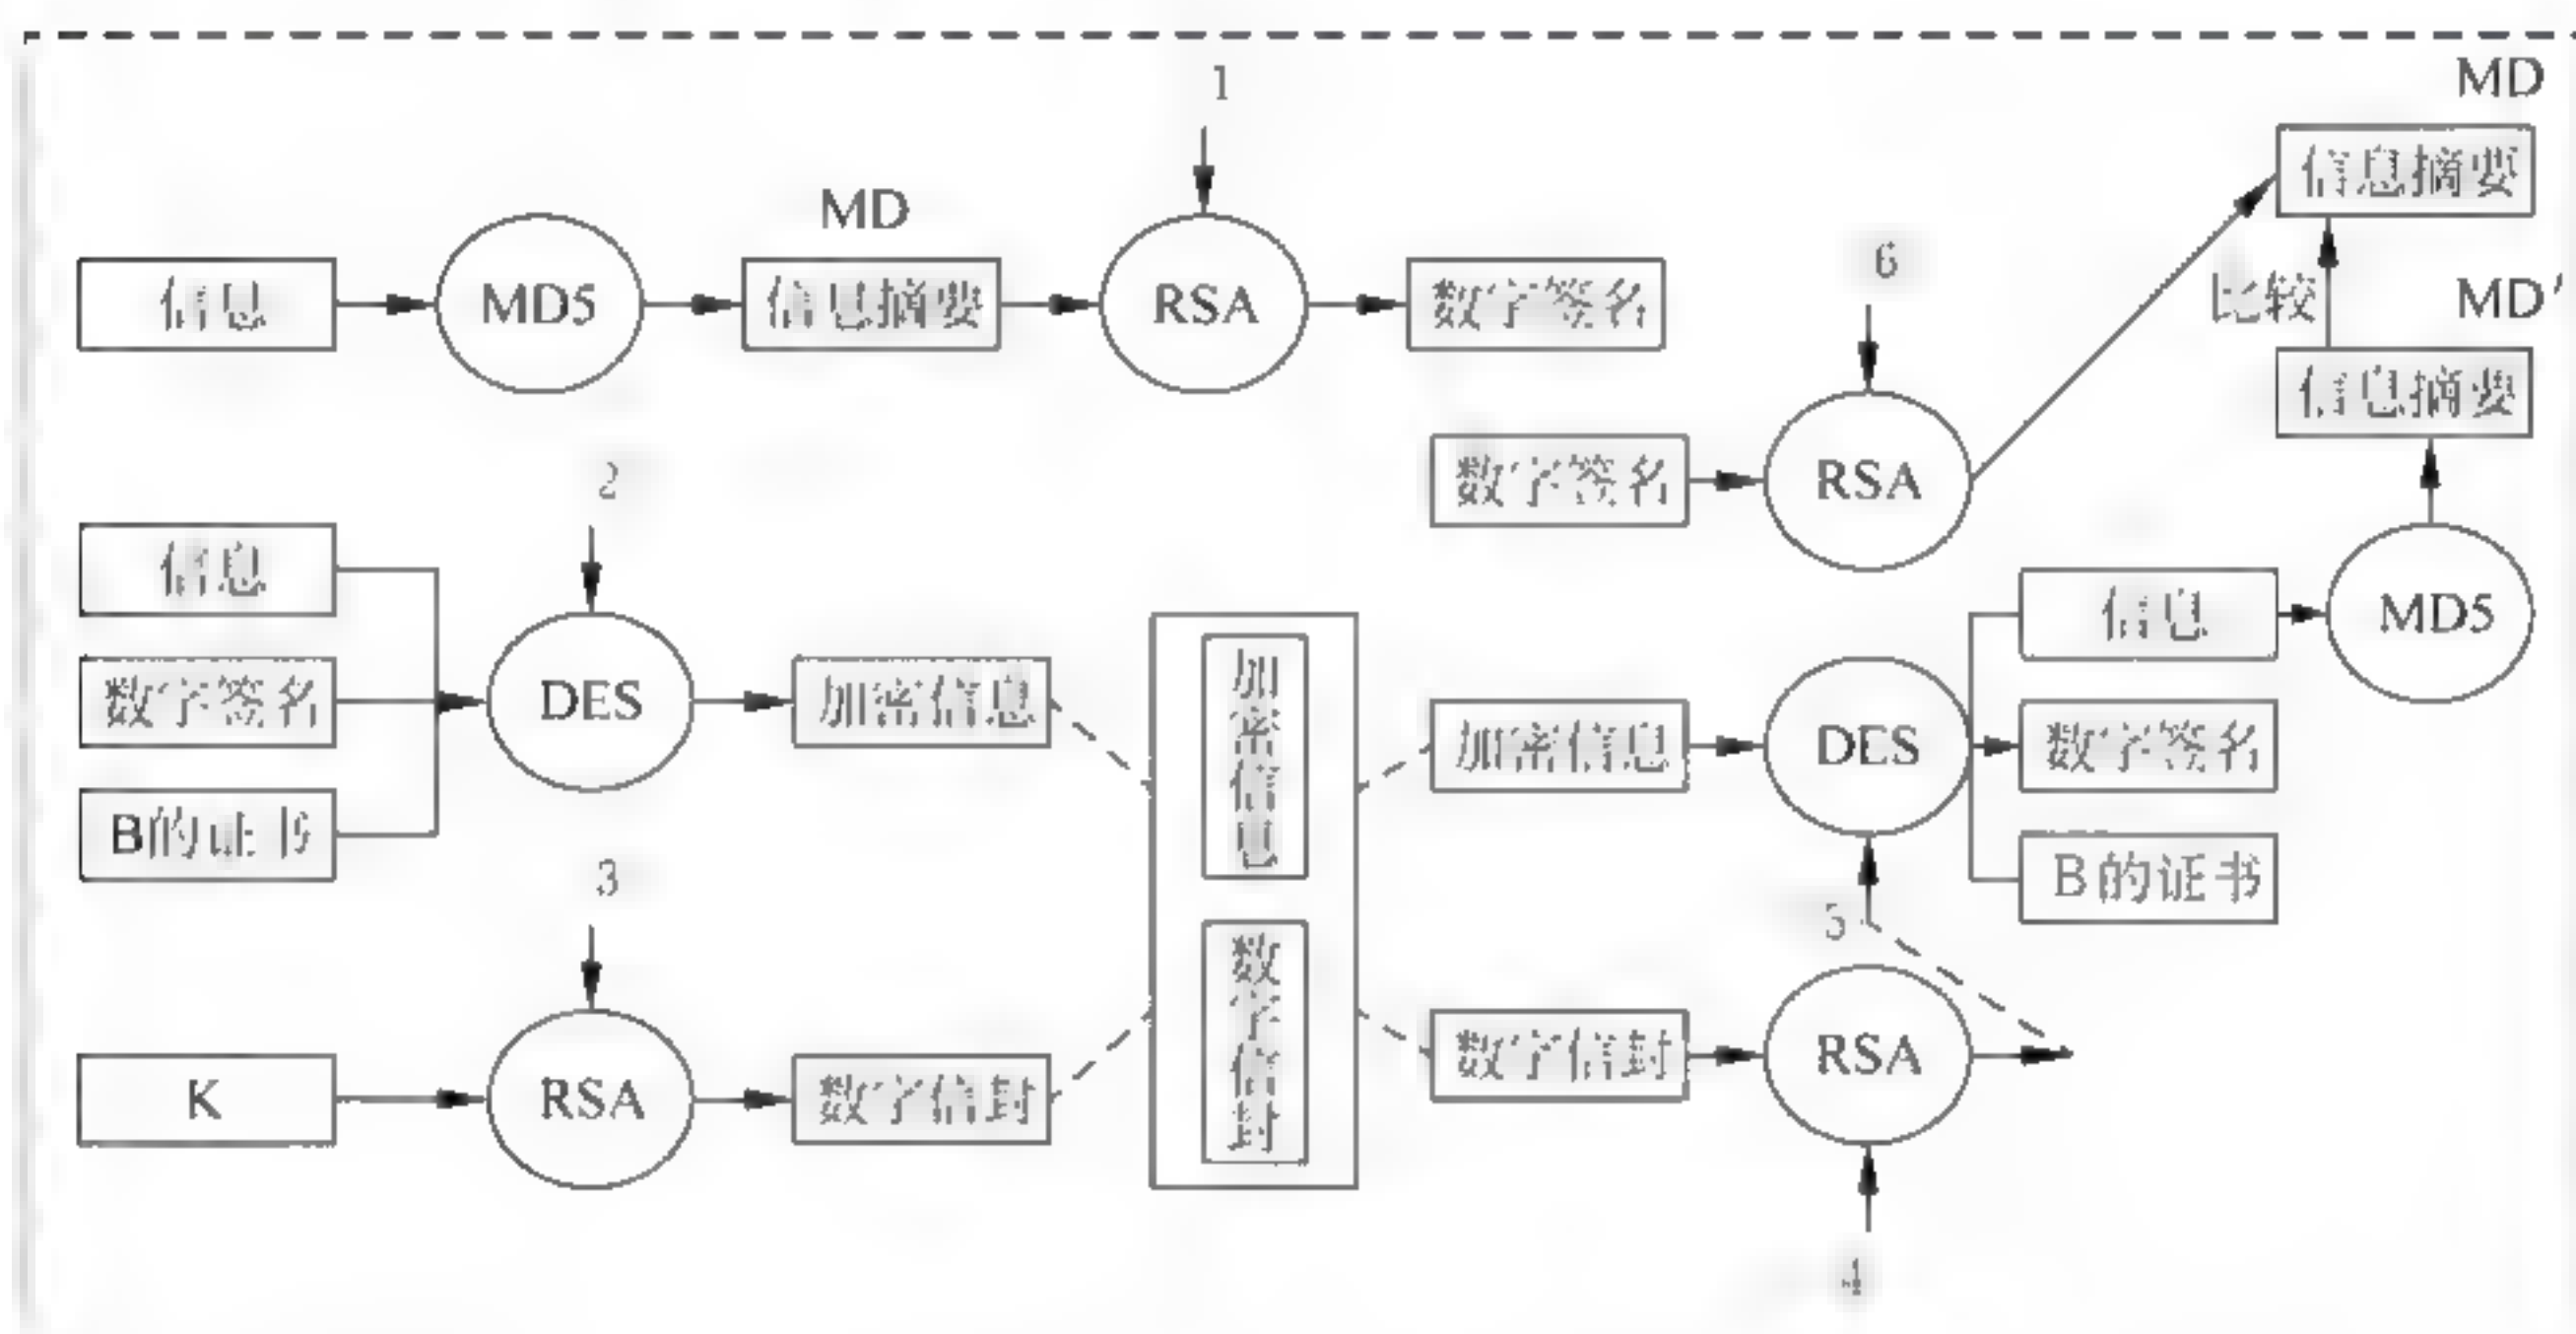 1
MD
信息摘要
MD
信息
MD5
信息摘要
RSA
数字签名
6
比较
MD'
信息摘要
2
数字签名
RSA
信息
数字签名
B的证书
DES
加密信息
加密信息
加密信息
DES
信息
MD5
数字签名
B的证书
3
5
K
RSA
数字信封
数字信封
数字信封
RSA
4